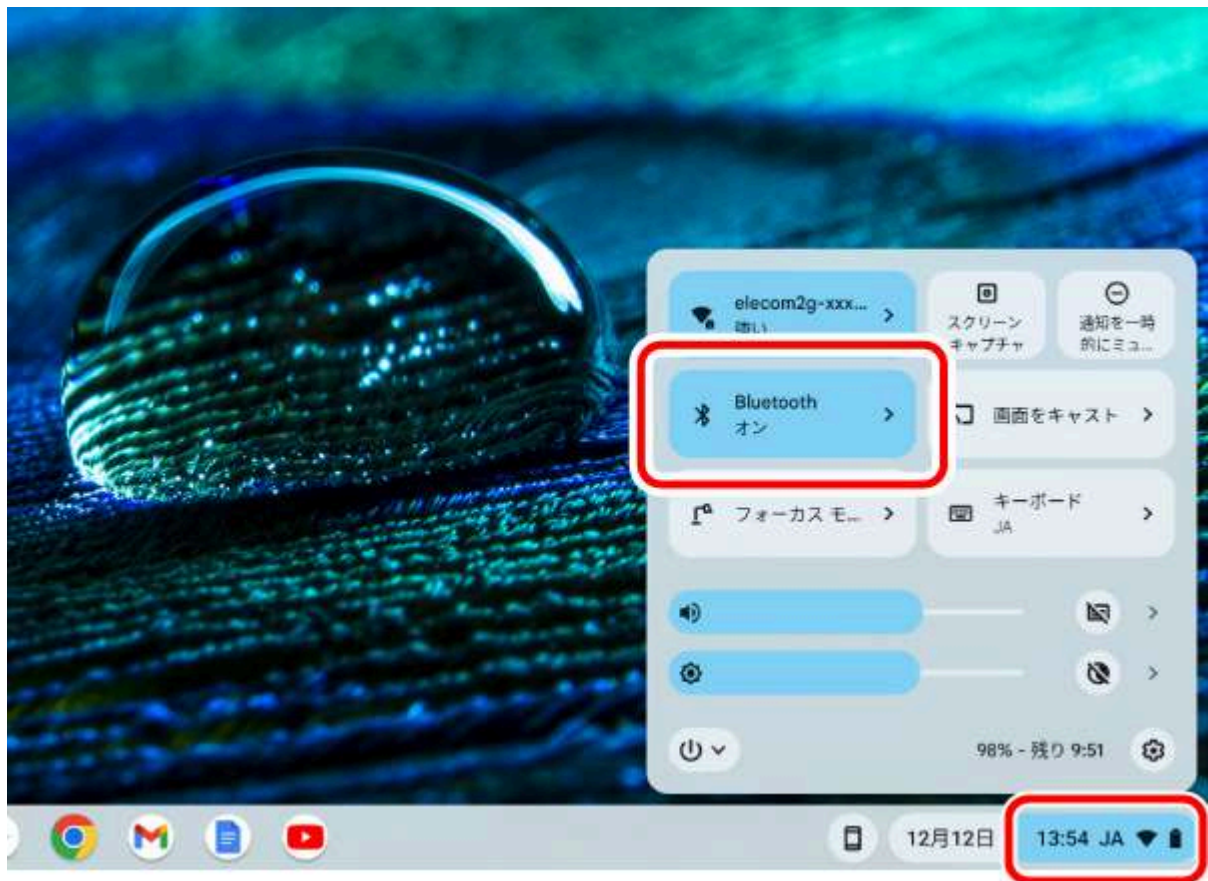 elecom2g-xxx...
強い
スクリーン
キャプチャ
通知を一時
的にミュ...
Bluetooth
オン
画面をキャスト
フォーカス モ...
キーボード
JA
98% - 残り 9:51
12月12日
13:54 JA